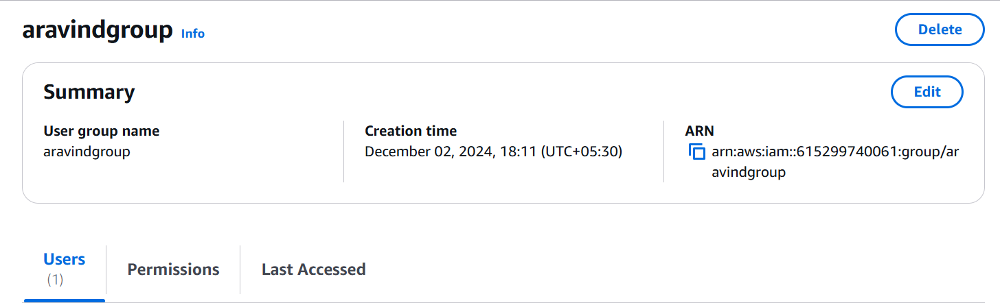 aravindgroup Info
Delete
Summary
Edit
User group name
aravindgroup
Creation time
December 02, 2024, 18:11 (UTC+05:30)
ARN
arn:aws:iam::615299740061:group/ar
avindgroup
Users
(1)
Permissions
Last Accessed